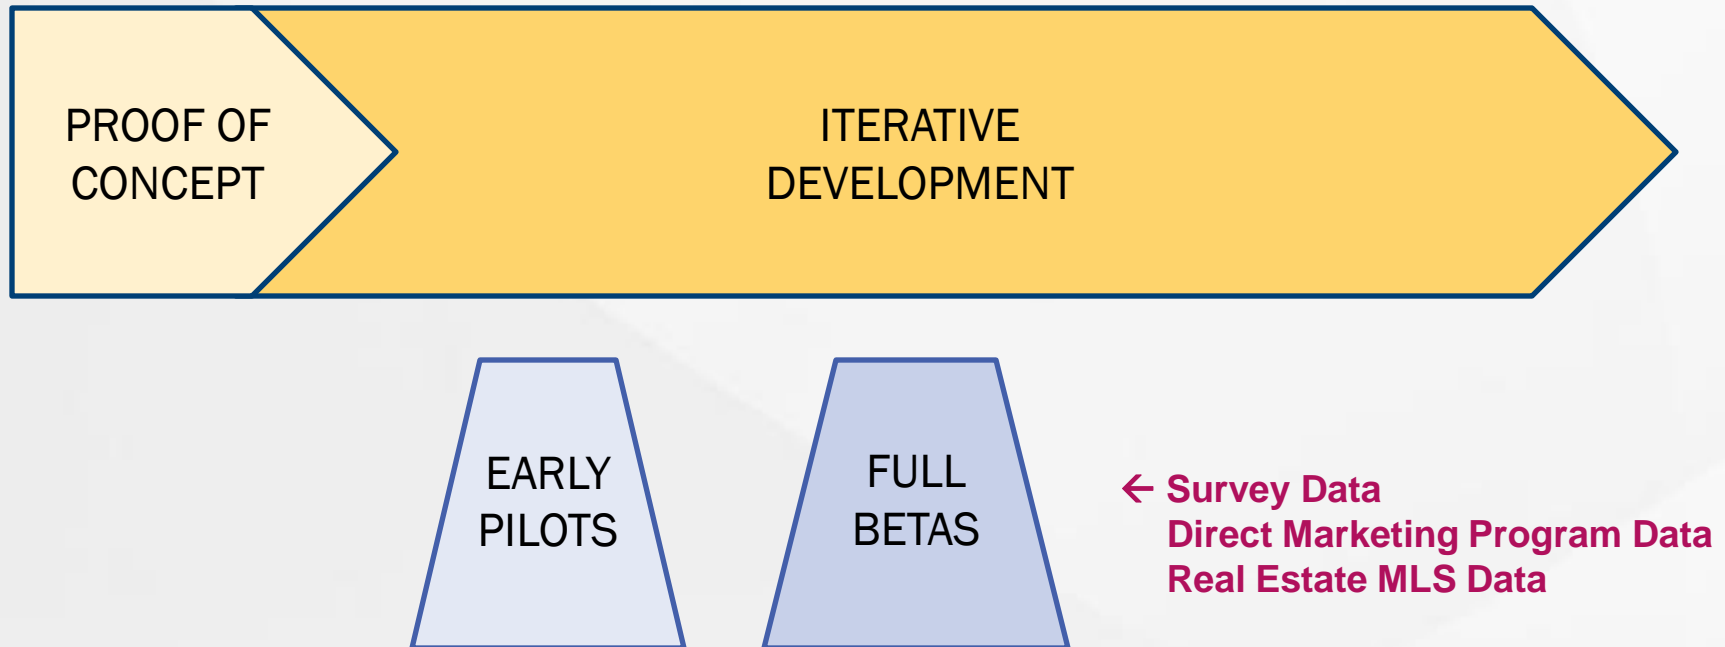 PROOF OF
CONCEPT
ITERATIVE
DEVELOPMENT
EARLY
PILOTS
FULL
BETAS
← Survey Data
Direct Marketing Program Data
Real Estate MLS Data